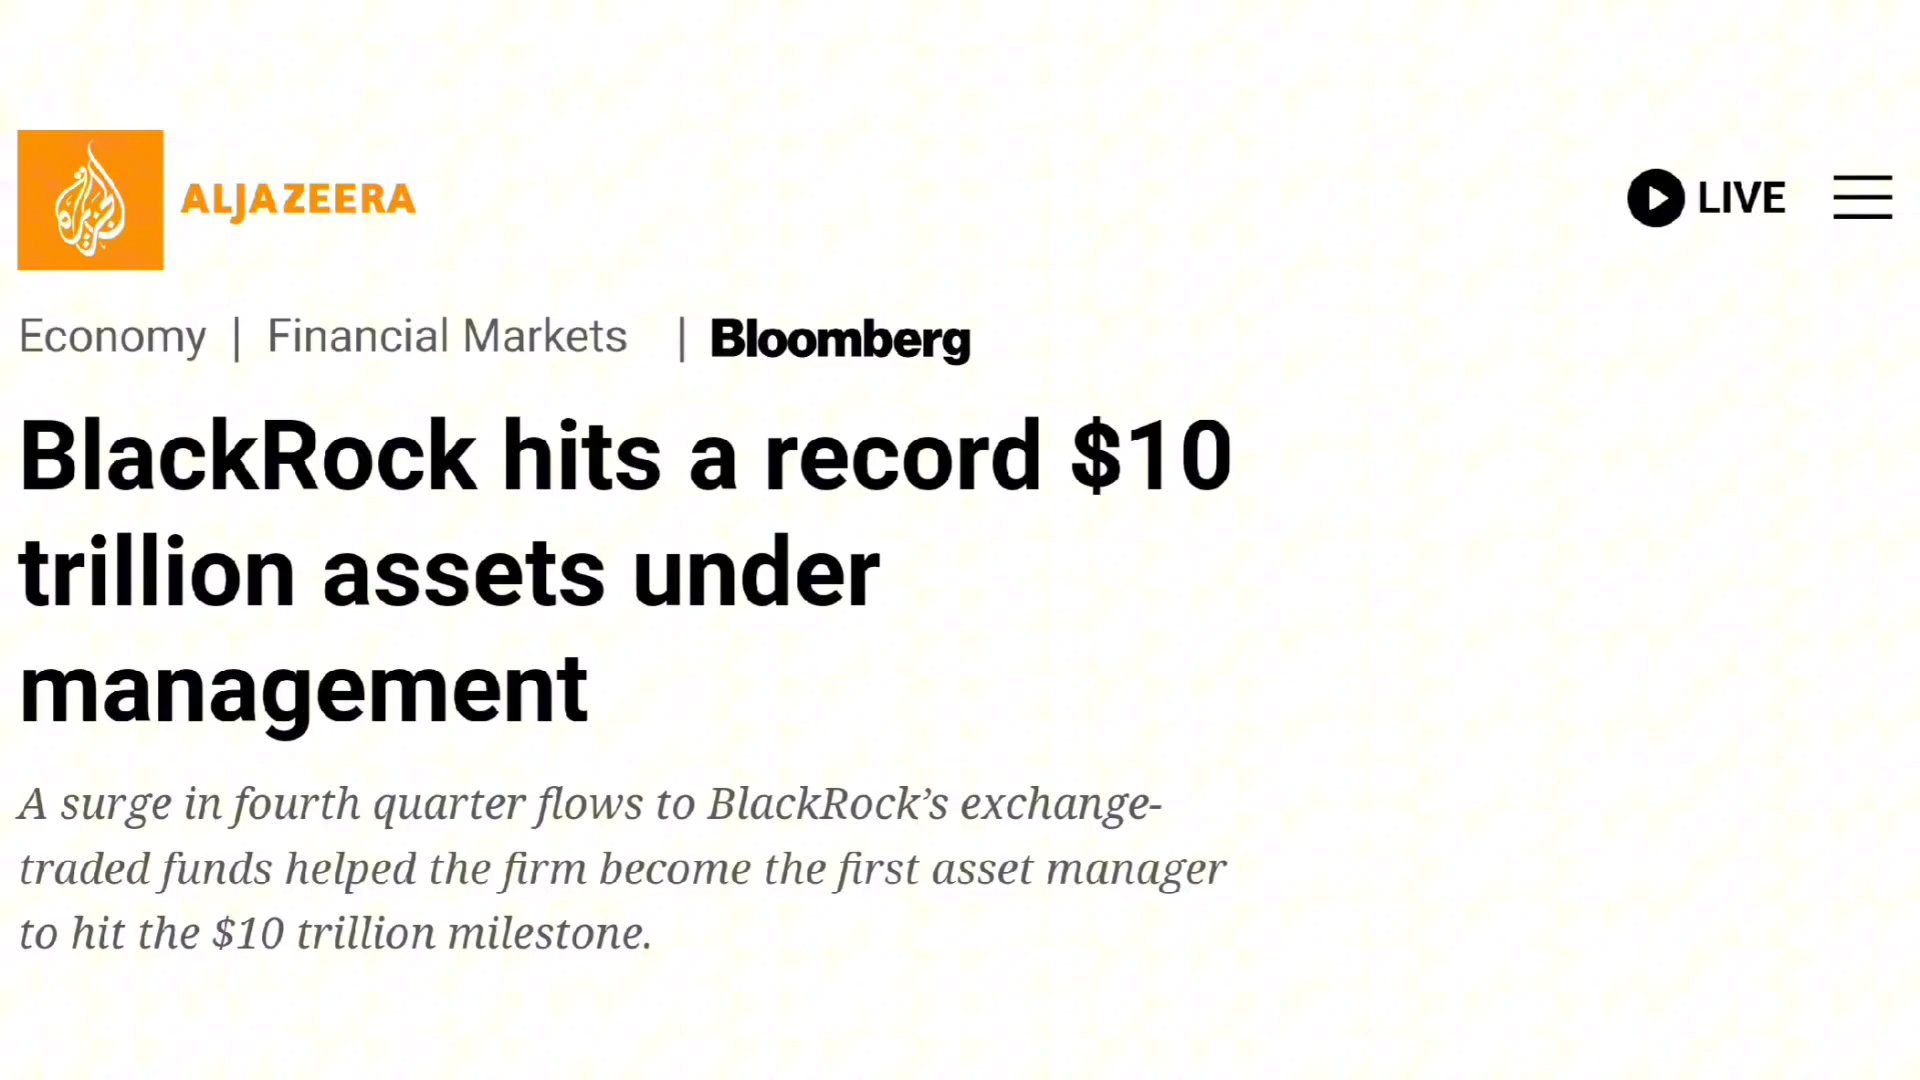 الجزيرة
ALJAZEERA
LIVE
Economy | Financial Markets | Bloomberg
BlackRock hits a record $10
trillion assets under
management
A surge in fourth quarter flows to BlackRock’s exchange-
traded funds helped the firm become the first asset manager
to hit the $10 trillion milestone.